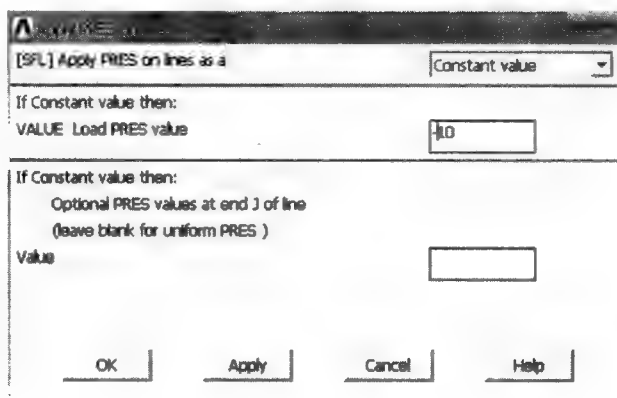 [SFL] Apply PRES on lines as a
Constant value
If Constant value then:
VALUE Load PRES value
-10
If Constant value then:
Optional PRES values at end J of line
(leave blank for uniform PRES )
Value
OK Apply Cancel Help